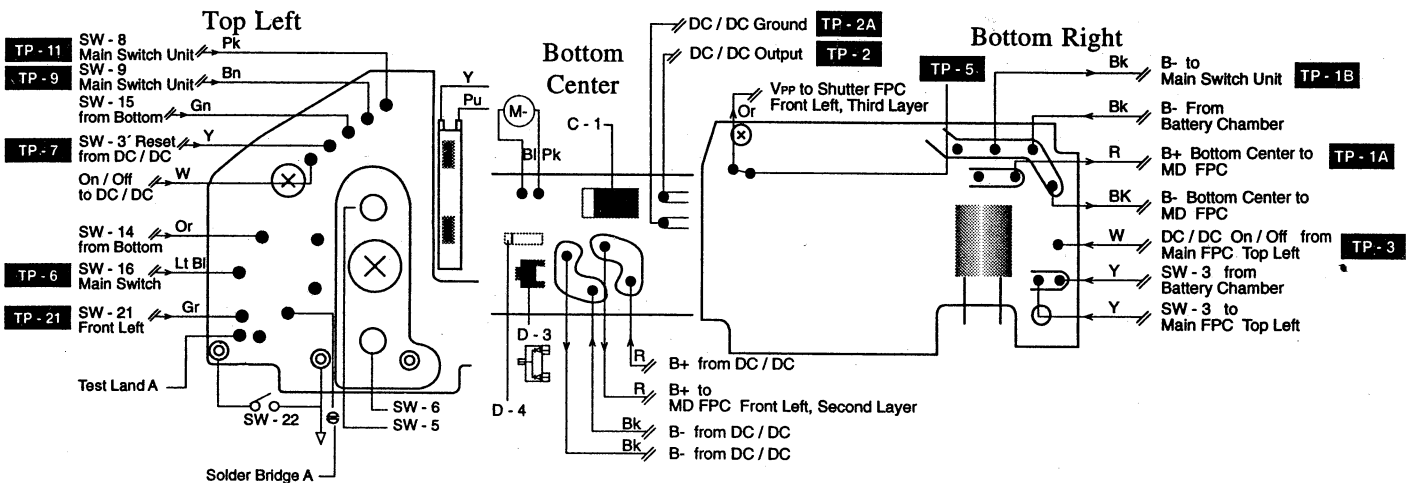 Top Left
TP - 11
SW - 8
Main Switch Unit
Pk
TP - 9
SW - 9
Main Switch Unit
Bn
SW - 15
from Bottom
Gn
TP - 7
SW - 3´ Reset
from DC / DC
Y
On / Off
to DC / DC
W
SW - 14
from Bottom
Or
TP - 6
SW - 16
Main Switch
Lt Bl
TP - 21
SW - 21
Front Left
Gr
Test Land A
SW - 22
Solder Bridge A
SW - 6
SW - 5
Y
Pu
Bottom
Center
M-
Bl Pk
C - 1
D - 3
D - 4
DC / DC Ground
TP - 2A
DC / DC Output
TP - 2
R
B+ from DC / DC
R
B+ to
MD FPC Front Left, Second Layer
Bk
B- from DC / DC
Bk
B- from DC / DC
Bottom Right
TP - 5
VPP to Shutter FPC
Front Left, Third Layer
Or
Bk
B- to
Main Switch Unit
TP - 1B
Bk
B- From
Battery Chamber
R
B+ Bottom Center to
MD FPC
TP - 1A
BK
B- Bottom Center to
MD FPC
W
DC / DC On / Off from
Main FPC Top Left
TP - 3
Y
SW - 3 from
Battery Chamber
Y
SW - 3 to
Main FPC Top Left